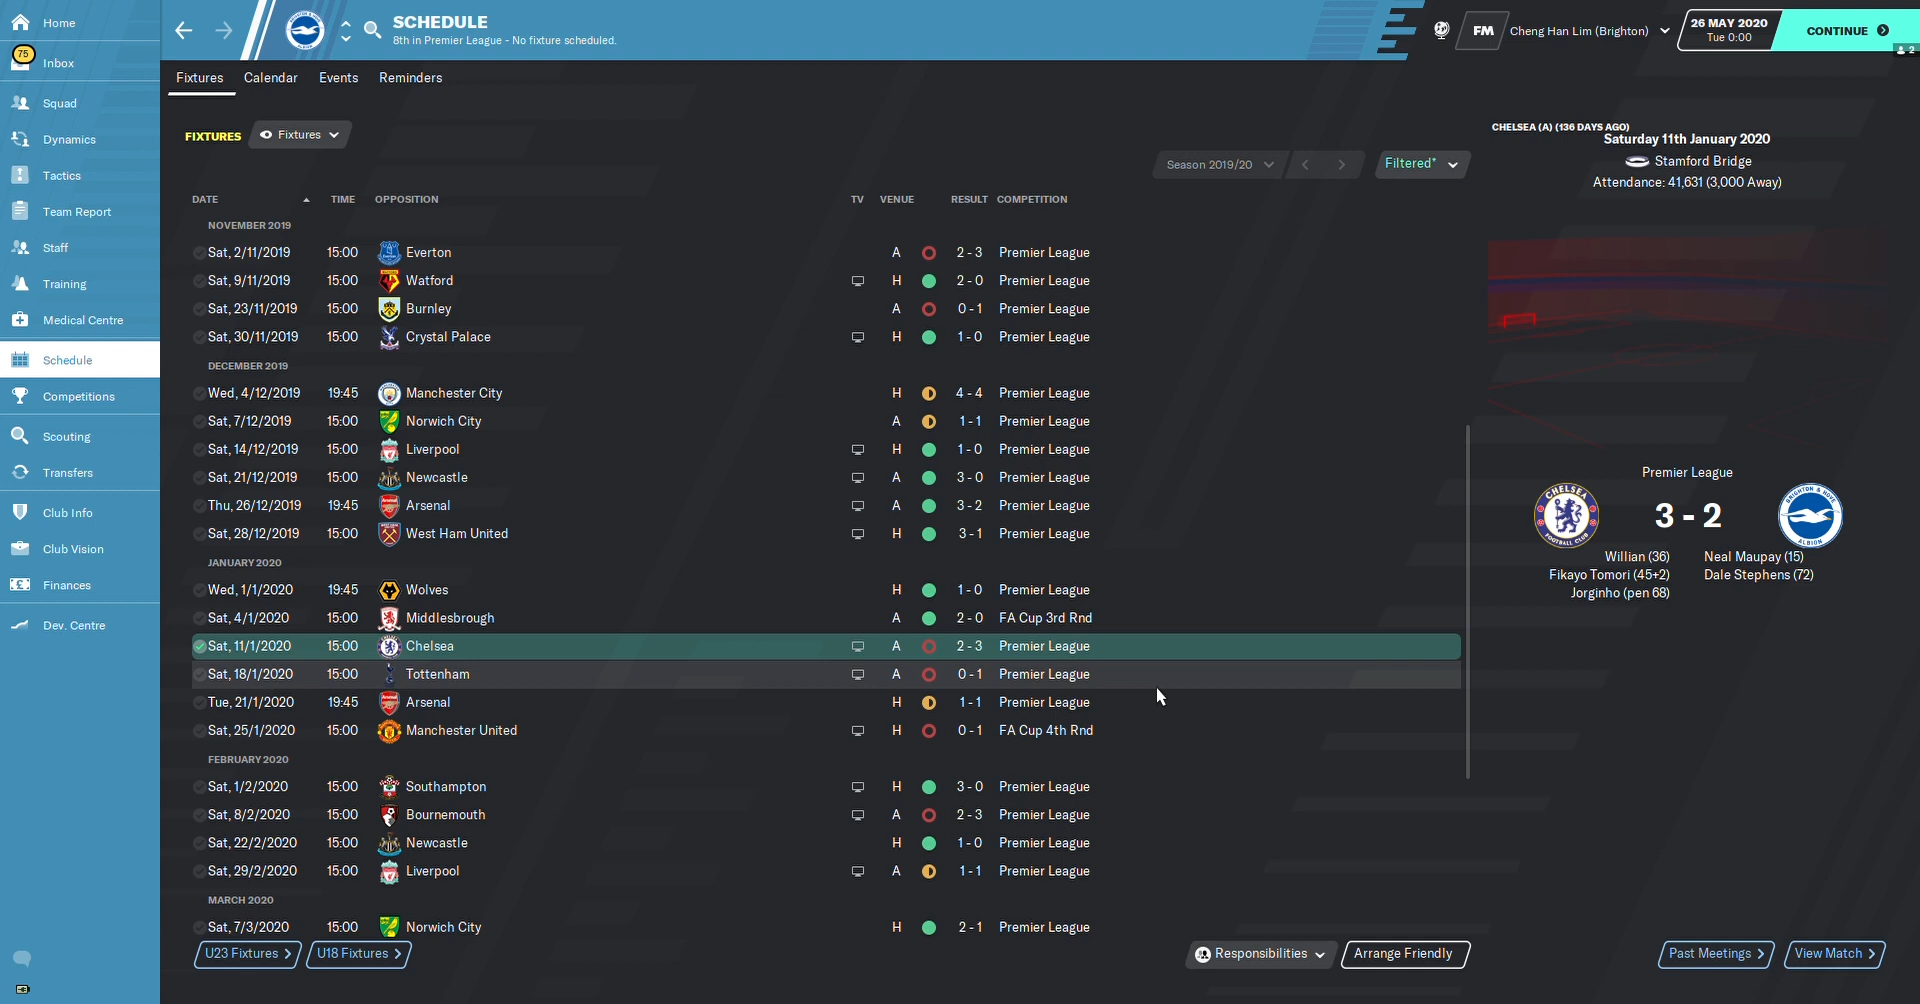 Home
75
Inbox
Squad
Dynamics
Tactics
Team Report
Staff
Training
Medical Centre
Schedule
Competitions
Scouting
Transfers
Club Info
Club Vision
Finances
Dev. Centre
SCHEDULE
8th in Premier League - No fixture scheduled.
FM
Cheng Han Lim (Brighton)
26 MAY 2020
Tue 0:00
CONTINUE
2
Fixtures Calendar Events Reminders
FIXTURES Fixtures
Season 2019/20 Filtered*
DATE TIME OPPOSITION TV VENUE RESULT COMPETITION
NOVEMBER 2019
Sat, 2/11/2019 15:00 Everton A 2 - 3 Premier League
Sat, 9/11/2019 15:00 Watford H 2 - 0 Premier League
Sat, 23/11/2019 15:00 Burnley A 0 - 1 Premier League
Sat, 30/11/2019 15:00 Crystal Palace H 1 - 0 Premier League
DECEMBER 2019
Wed, 4/12/2019 19:45 Manchester City H 4 - 4 Premier League
Sat, 7/12/2019 15:00 Norwich City A 1 - 1 Premier League
Sat, 14/12/2019 15:00 Liverpool H 1 - 0 Premier League
Sat, 21/12/2019 15:00 Newcastle A 3 - 0 Premier League
Thu, 26/12/2019 19:45 Arsenal A 3 - 2 Premier League
Sat, 28/12/2019 15:00 West Ham United H 3 - 1 Premier League
JANUARY 2020
Wed, 1/1/2020 19:45 Wolves H 1 - 0 Premier League
Sat, 4/1/2020 15:00 Middlesbrough A 2 - 0 FA Cup 3rd Rnd
Sat, 11/1/2020 15:00 Chelsea A 2 - 3 Premier League
Sat, 18/1/2020 15:00 Tottenham A 0 - 1 Premier League
Tue, 21/1/2020 19:45 Arsenal H 1 - 1 Premier League
Sat, 25/1/2020 15:00 Manchester United H 0 - 1 FA Cup 4th Rnd
FEBRUARY 2020
Sat, 1/2/2020 15:00 Southampton H 3 - 0 Premier League
Sat, 8/2/2020 15:00 Bournemouth A 2 - 3 Premier League
Sat, 22/2/2020 15:00 Newcastle H 1 - 0 Premier League
Sat, 29/2/2020 15:00 Liverpool A 1 - 1 Premier League
MARCH 2020
Sat, 7/3/2020 15:00 Norwich City H 2 - 1 Premier League
U23 Fixtures U18 Fixtures Responsibilities Arrange Friendly
CHELSEA (A) (136 DAYS AGO)
Saturday 11th January 2020
Stamford Bridge
Attendance: 41,631 (3,000 Away)
Premier League
CHELSEA
FOOTBALL CLUB
3 - 2
BRIGHTON & HOVE
ALBION
Willian (36) Neal Maupay (15)
Fikayo Tomori (45+2) Dale Stephens (72)
Jorginho (pen 68)
Past Meetings View Match